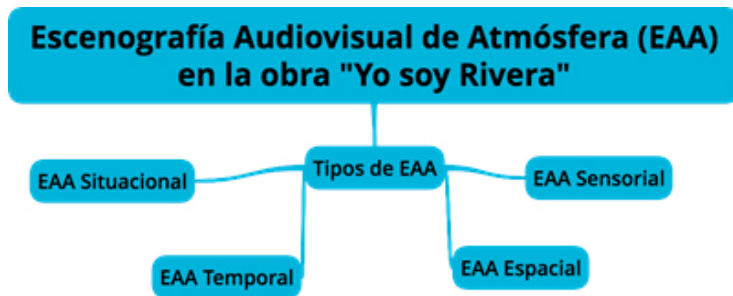 Escenografía Audiovisual de Atmósfera (EAA)
en la obra "Yo soy Rivera"
Tipos de EAA
EAA Situacional
EAA Sensorial
EAA Temporal
EAA Espacial